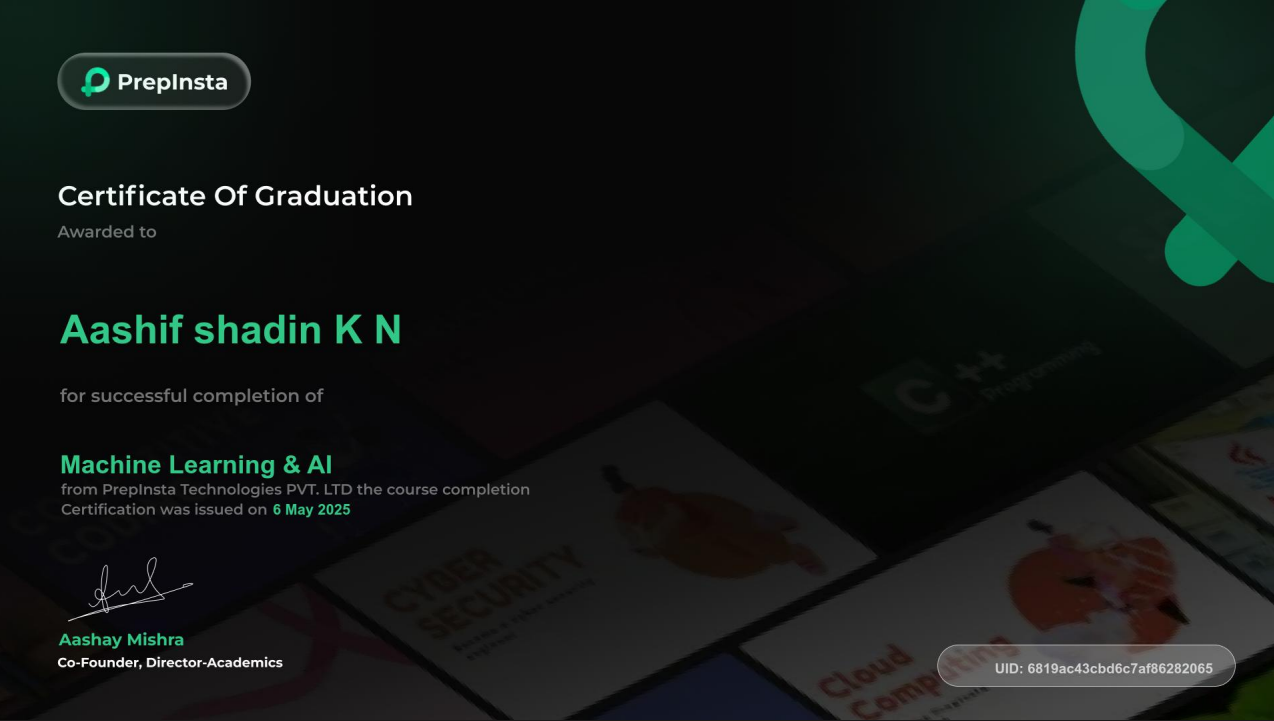 PrepInsta
Certificate Of Graduation
Awarded to
Aashif shadin K N
for successful completion of
Machine Learning & AI
from PrepInsta Technologies PVT. LTD the course completion
Certification was issued on 6 May 2025
Aashay Mishra
Co-Founder, Director-Academics
C++
Programming
CYBER
SECURITY
Cloud
Computing
UID: 6819ac43cbd6c7af86282065